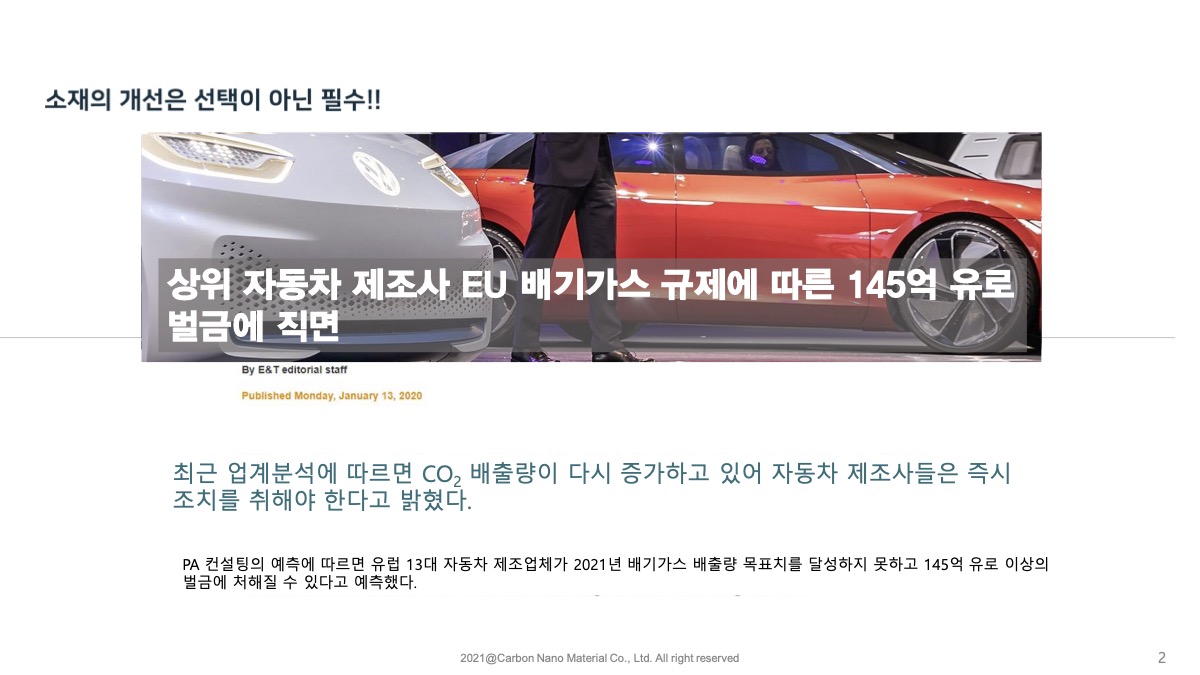 소재의 개선은 선택이 아닌 필수!!
상위 자동차 제조사 EU 배기가스 규제에 따른 145억 유로
벌금에 직면
By E&T editorial staff
Published Monday, January 13, 2020
최근 업계분석에 따르면 CO₂ 배출량이 다시 증가하고 있어 자동차 제조사들은 즉시
조치를 취해야 한다고 밝혔다.
PA 컨설팅의 예측에 따르면 유럽 13대 자동차 제조업체가 2021년 배기가스 배출량 목표치를 달성하지 못하고 145억 유로 이상의
벌금에 처해질 수 있다고 예측했다.
2021@Carbon Nano Material Co., Ltd. All right reserved
2